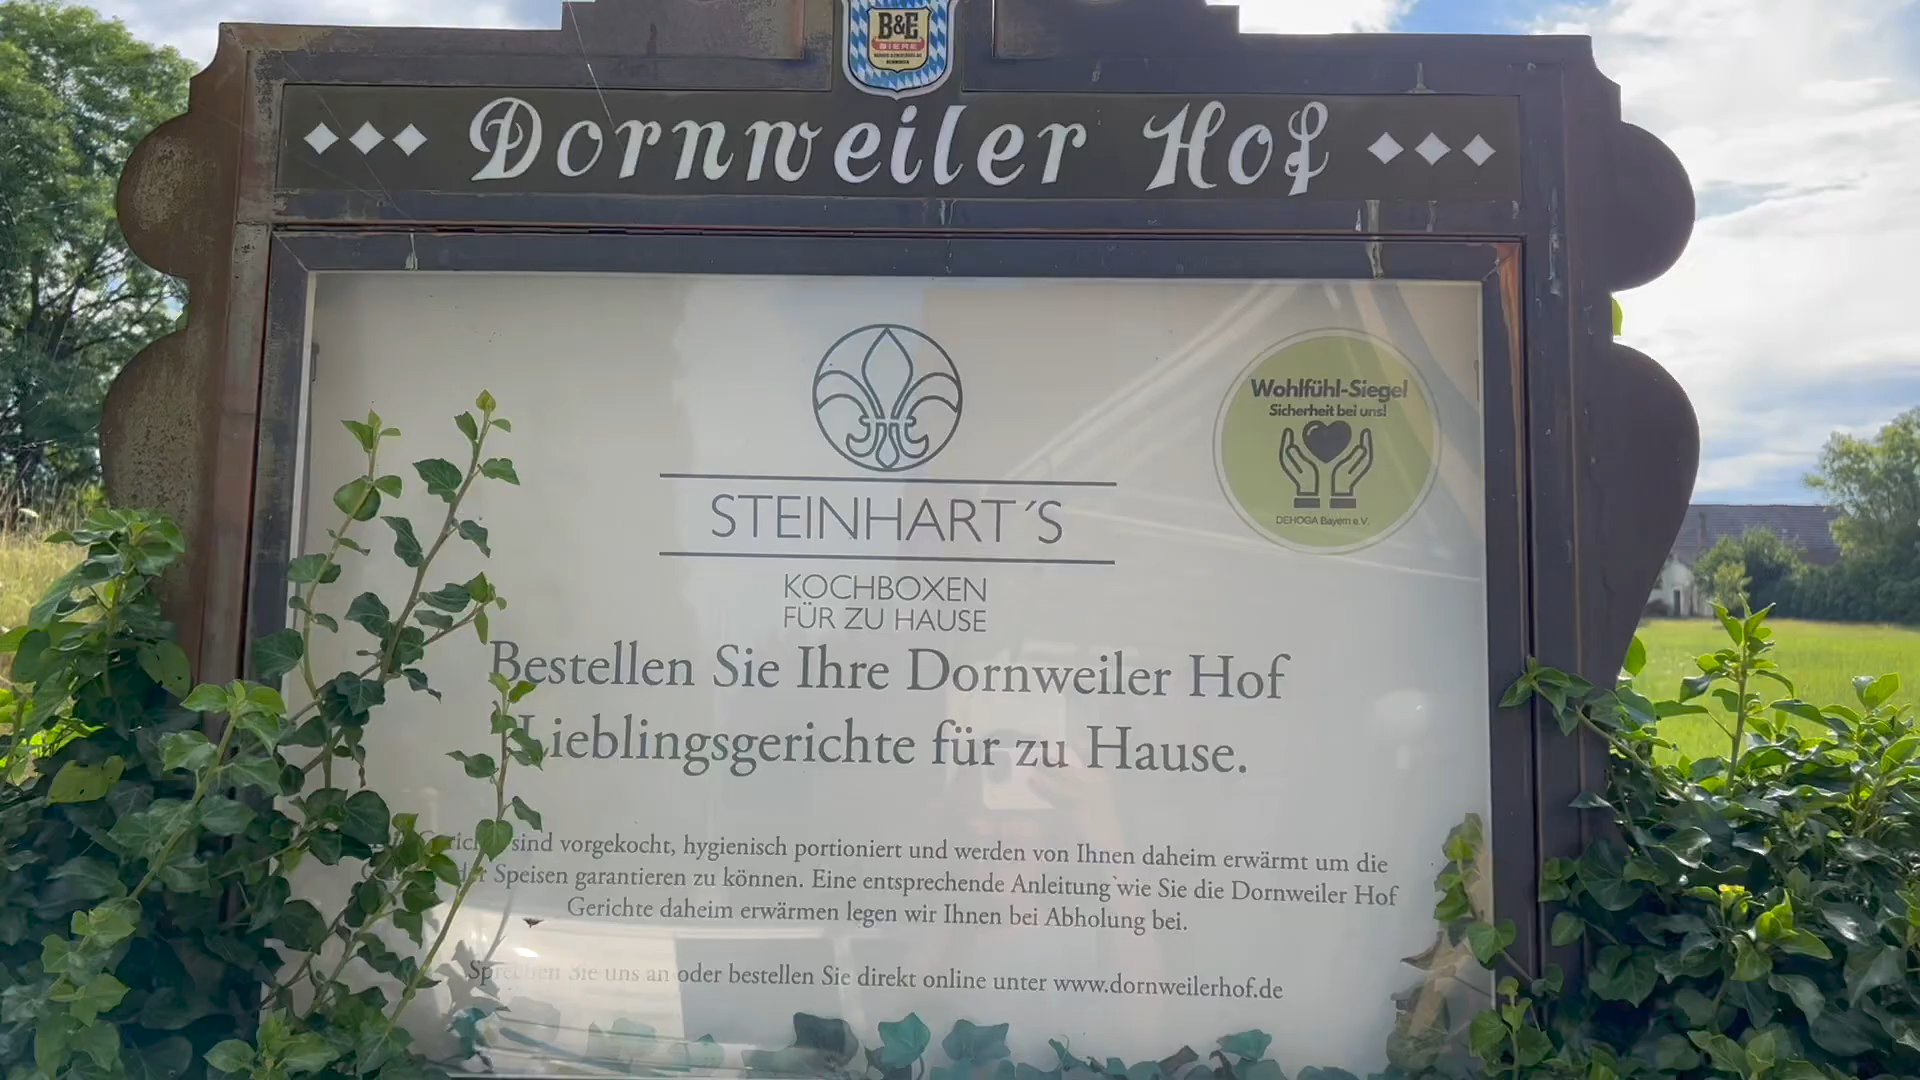 B&E
BIERE
Dornweiler Hof
Wohlfühl-Siegel
Sicherheit bei uns!
DEHOGA Bayern e.V.
STEINHART´S
KOCHBOXEN
FÜR ZU HAUSE
Bestellen Sie Ihre Dornweiler Hof
Lieblingsgerichte für zu Hause.
sind vorgekocht, hygienisch portioniert und werden von Ihnen daheim erwärmt um die
der Speisen garantieren zu können. Eine entsprechende Anleitung wie Sie die Dornweiler Hof
Gerichte daheim erwärmen legen wir Ihnen bei Abholung bei.
Sprechen Sie uns an oder bestellen Sie direkt online unter www.dornweilerhof.de